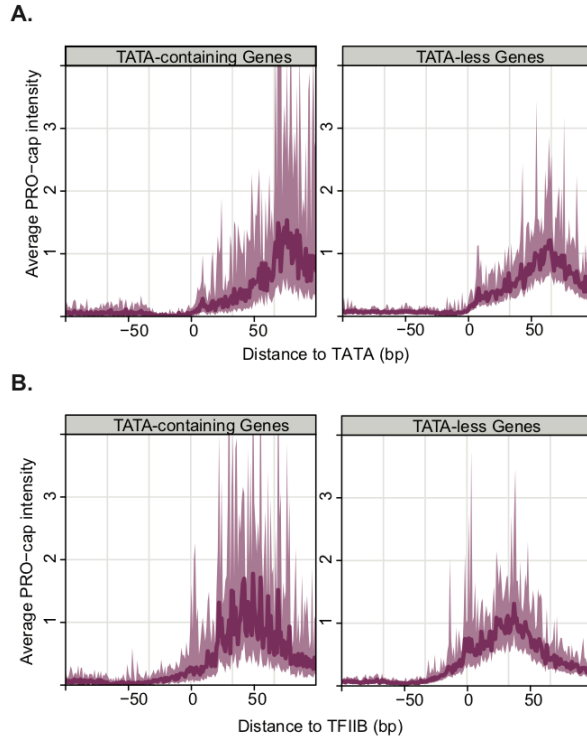 A.
TATA-containing Genes TATA-less Genes
Average PRO-cap intensity
3 3
2 2
1 1
−50 0 50 −50 0 50
Distance to TATA (bp)
B.
TATA-containing Genes TATA-less Genes
Average PRO-cap intensity
3 3
2 2
1 1
−50 0 50 −50 0 50
Distance to TFIIB (bp)